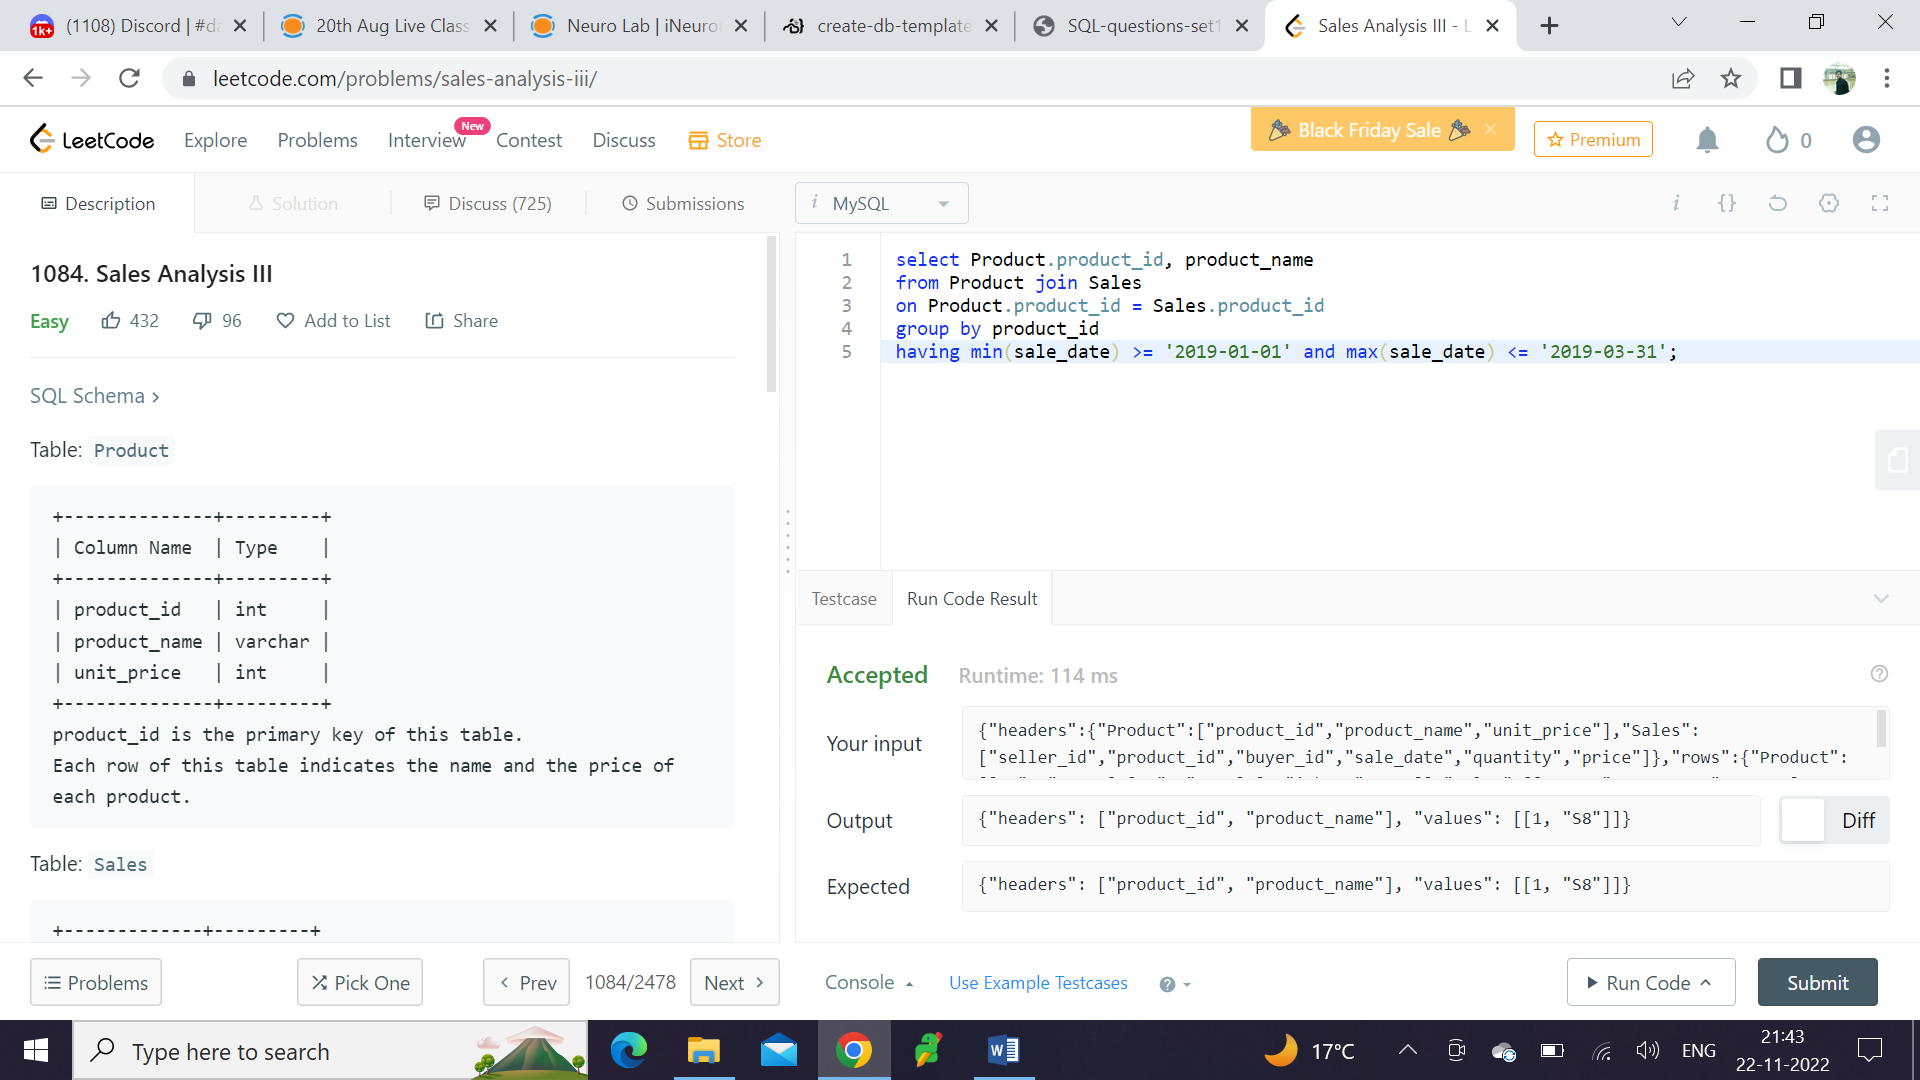 (1108) Discord | #d
20th Aug Live Class
Neuro Lab | iNeuro
create-db-template
SQL-questions-set1
Sales Analysis III - L
leetcode.com/problems/sales-analysis-iii/
LeetCode
Explore
Problems
Interview
New
Contest
Discuss
Store
Black Friday Sale
Premium
0
Description
Solution
Discuss (725)
Submissions
MySQL
1084. Sales Analysis III
Easy
432
96
Add to List
Share
SQL Schema >
Table: Product
+--------------+---------+
| Column Name  | Type    |
+--------------+---------+
| product_id   | int     |
| product_name | varchar |
| unit_price   | int     |
+--------------+---------+
product_id is the primary key of this table.
Each row of this table indicates the name and the price of
each product.
Table: Sales
+-------------+---------+
1 select Product.product_id, product_name
2 from Product join Sales
3 on Product.product_id = Sales.product_id
4 group by product_id
5 having min(sale_date) >= '2019-01-01' and max(sale_date) <= '2019-03-31';
Testcase
Run Code Result
Accepted
Runtime: 114 ms
Your input
{"headers":{"Product":["product_id","product_name","unit_price"],"Sales":
["seller_id","product_id","buyer_id","sale_date","quantity","price"]},"rows":{"Product":
Output
{"headers": ["product_id", "product_name"], "values": [[1, "S8"]]}
Diff
Expected
{"headers": ["product_id", "product_name"], "values": [[1, "S8"]]}
Problems
Pick One
< Prev
1084/2478
Next >
Console
Use Example Testcases
Run Code
Submit
Type here to search
17°C
ENG
21:43
22-11-2022